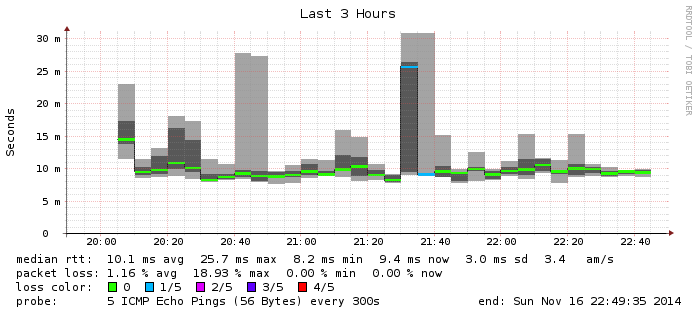 Last 3 Hours
RRDTOOL / TOBI OETIKER
Seconds
30 m
25 m
20 m
15 m
10 m
5 m
0
20:00 20:20 20:40 21:00 21:20 21:40 22:00 22:20 22:40
median rtt: 10.1 ms avg 25.7 ms max 8.2 ms min 9.4 ms now 3.0 ms sd 3.4 am/s
packet loss: 1.16 % avg 18.93 % max 0.00 % min 0.00 % now
loss color: 0 1/5 2/5 3/5 4/5
probe: 5 ICMP Echo Pings (56 Bytes) every 300s end: Sun Nov 16 22:49:35 2014